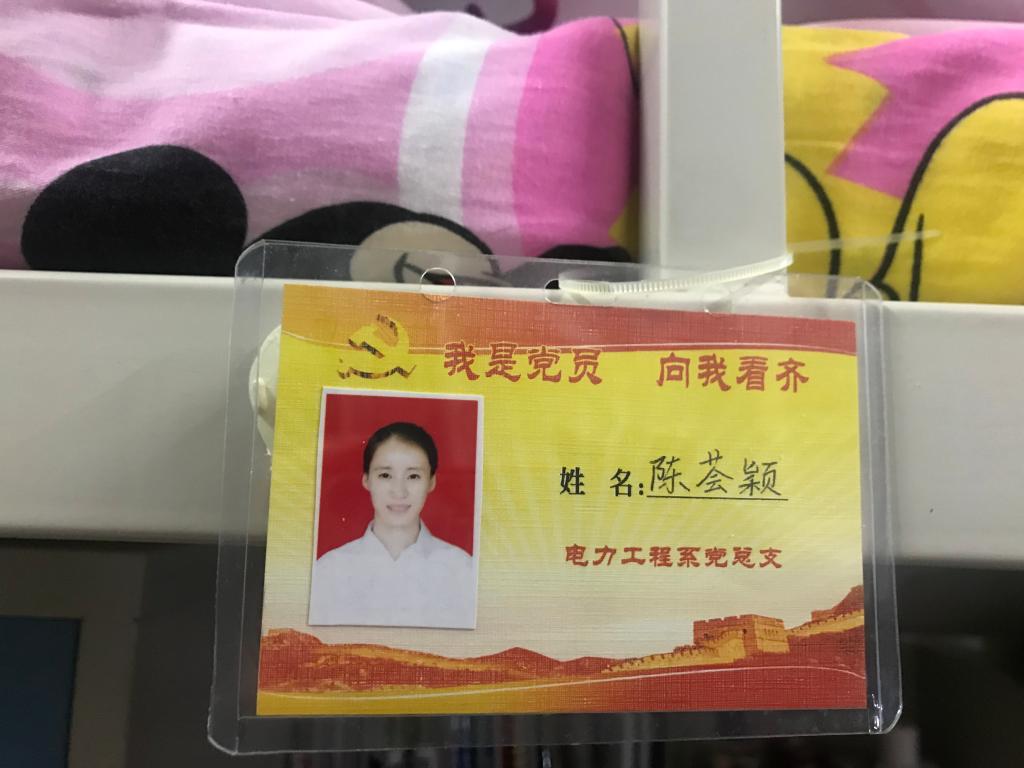 我是党员 向我看齐
姓 名:陈荟颖
电力工程系党总支